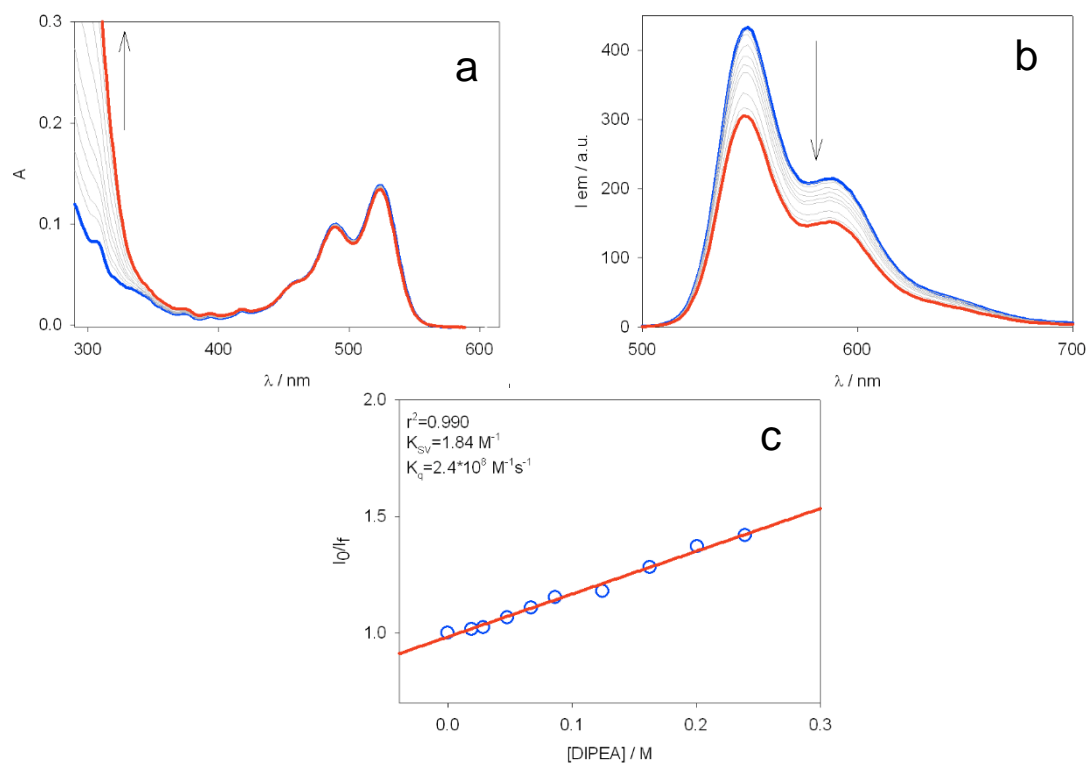 a
0.3
0.2
0.1
0.0
A
300 400 500 600
λ / nm
b
400
300
200
100
0
I em / a.u.
500 600 700
λ / nm
c
r²=0.990
K_SV=1.84 M⁻¹
K_q=2.4*10⁸ M⁻¹s⁻¹
2.0
1.5
1.0
I₀/I_f
0.0 0.1 0.2 0.3
[DIPEA] / M